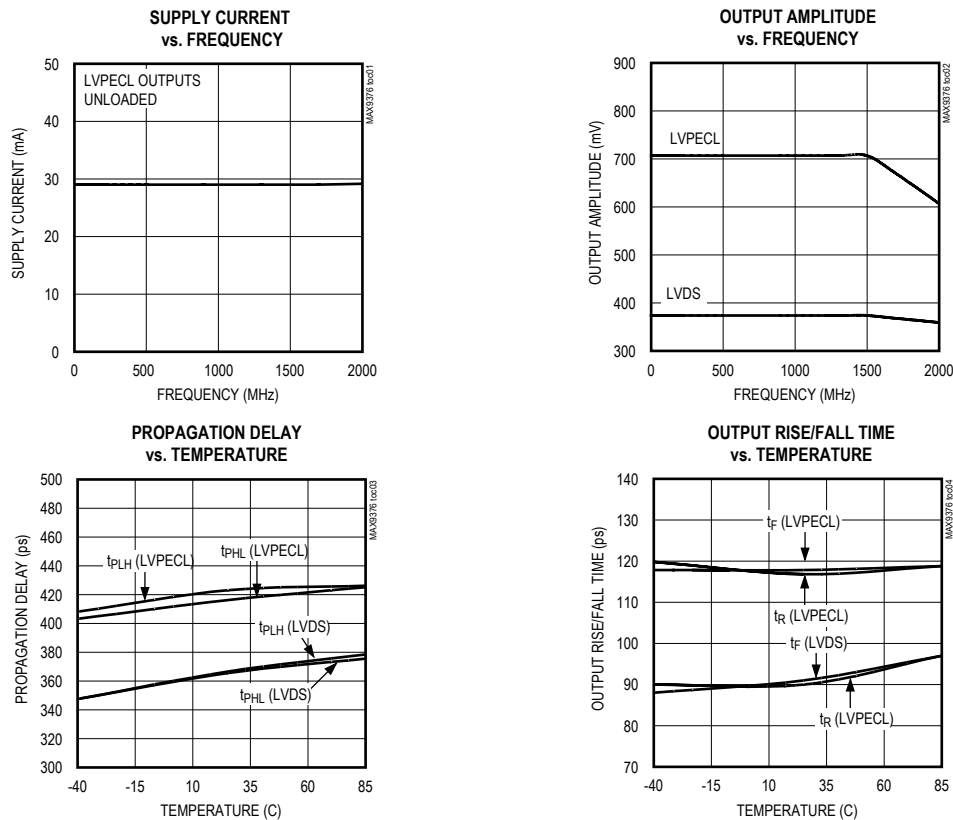 SUPPLY CURRENT
vs. FREQUENCY
50
40
30
20
10
0
SUPPLY CURRENT (mA)
LVPECL OUTPUTS
UNLOADED
MAX9376 toc01
0 500 1000 1500 2000
FREQUENCY (MHz)
OUTPUT AMPLITUDE
vs. FREQUENCY
900
800
700
600
500
400
300
OUTPUT AMPLITUDE (mV)
LVPECL
LVDS
MAX9376 toc02
0 500 1000 1500 2000
FREQUENCY (MHz)
PROPAGATION DELAY
vs. TEMPERATURE
500
480
460
440
420
400
380
360
340
320
300
PROPAGATION DELAY (ps)
tPHL (LVPECL)
tPLH (LVPECL)
tPLH (LVDS)
tPHL (LVDS)
MAX9376 toc03
-40 -15 10 35 60 85
TEMPERATURE (C)
OUTPUT RISE/FALL TIME
vs. TEMPERATURE
140
130
120
110
100
90
80
70
OUTPUT RISE/FALL TIME (ps)
tF (LVPECL)
tR (LVPECL)
tF (LVDS)
tR (LVPECL)
MAX9376 toc04
-40 -15 10 35 60 85
TEMPERATURE (C)